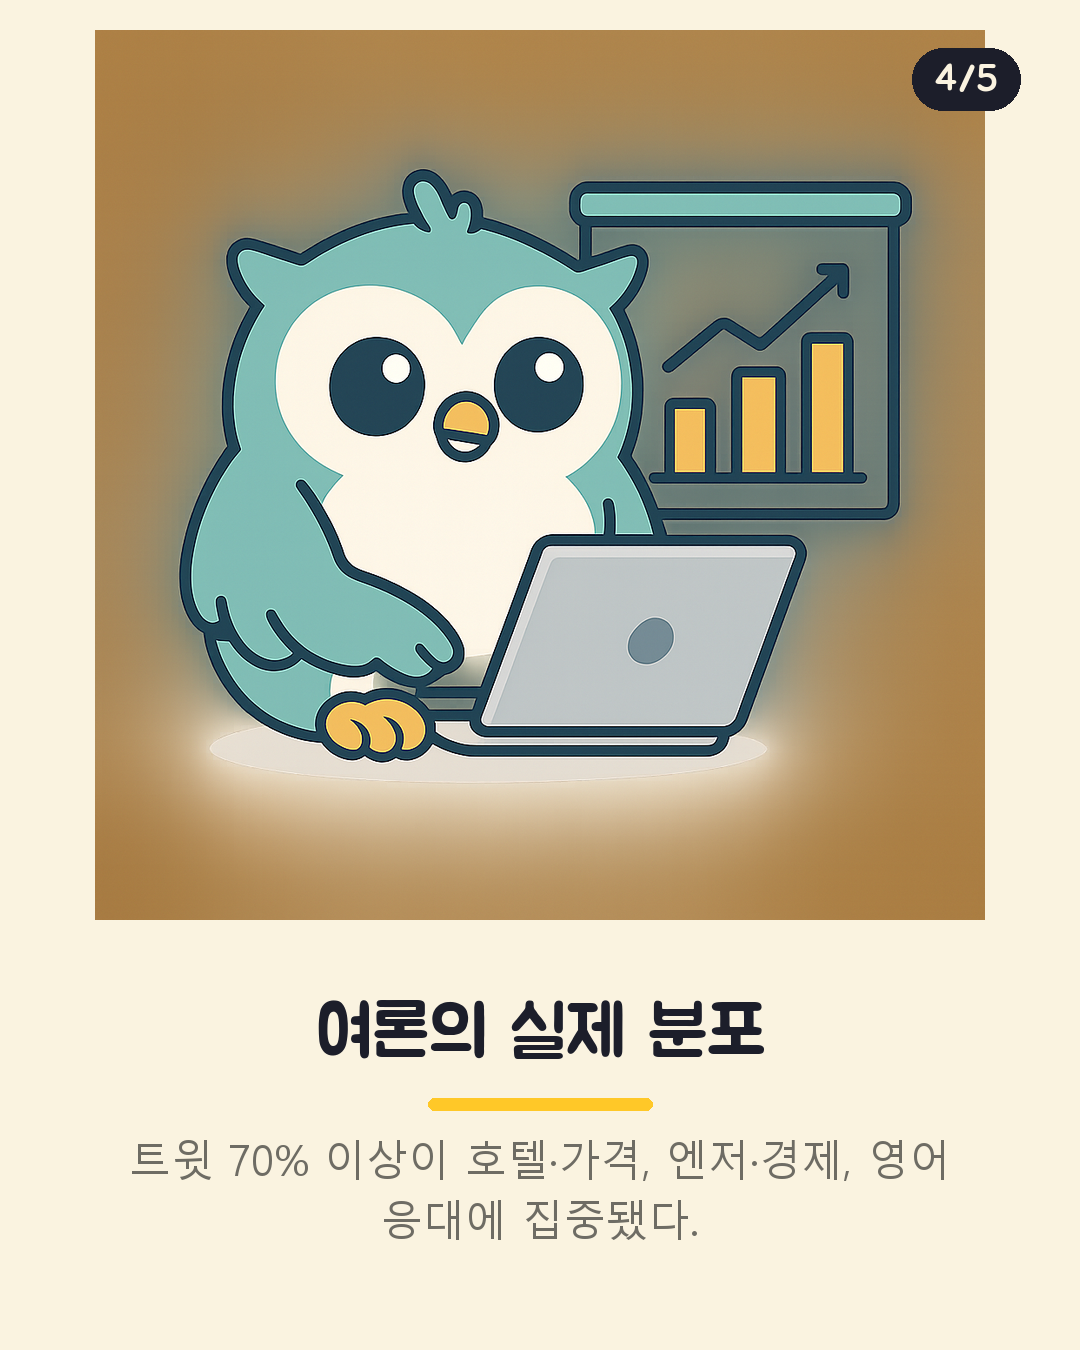 4/5
여론의 실제 분포
트윗 70% 이상이 호텔·가격, 엔저·경제, 영어
응대에 집중됐다.